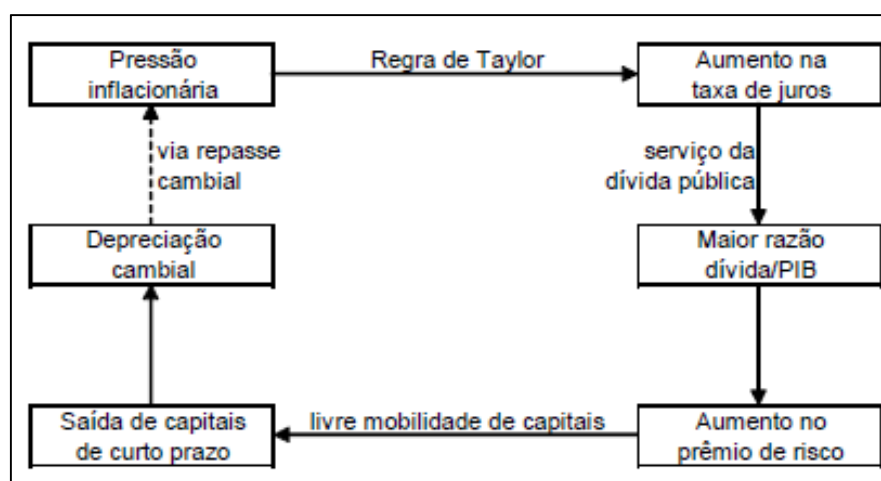 Pressão
inflacionária
Regra de Taylor
Aumento na
taxa de juros
via repasse
cambial
serviço da
dívida pública
Depreciação
cambial
Maior razão
dívida/PIB
Saída de capitais
de curto prazo
livre mobilidade de capitais
Aumento no
prêmio de risco